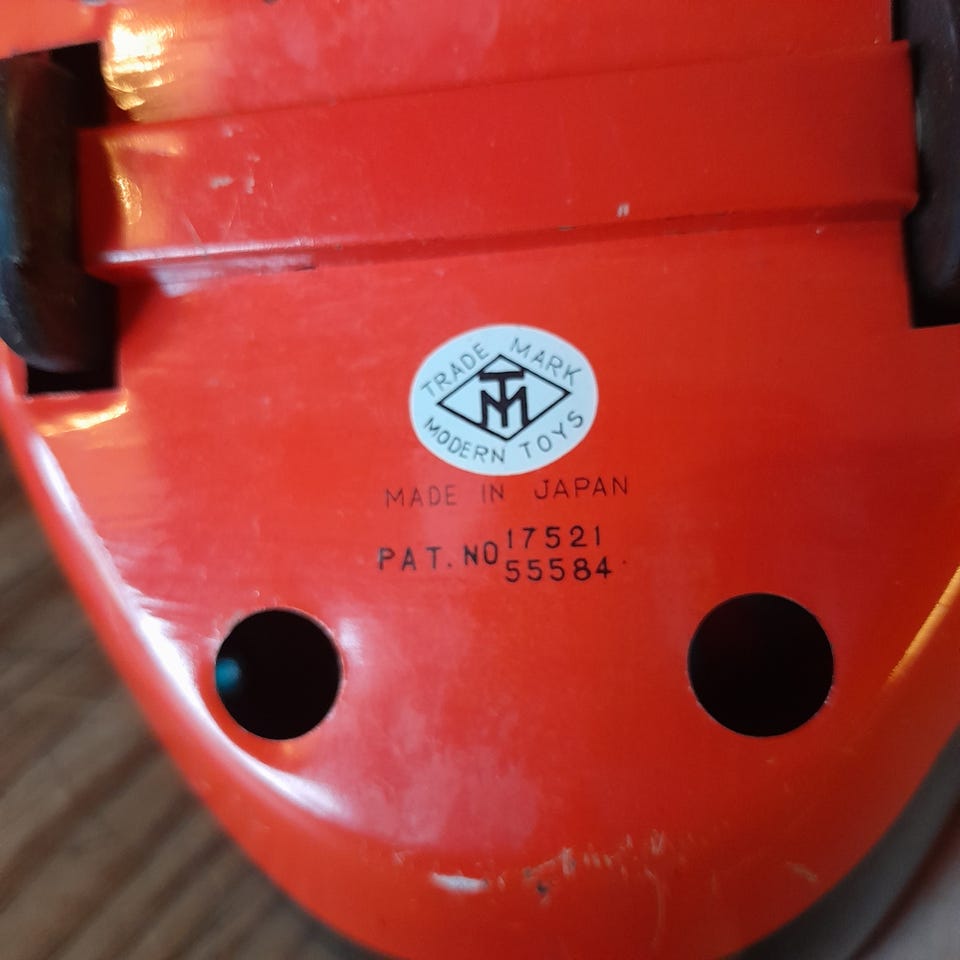 TRADE MARK
TM
MODERN TOYS
MADE IN JAPAN
PAT. NO 17521
55584